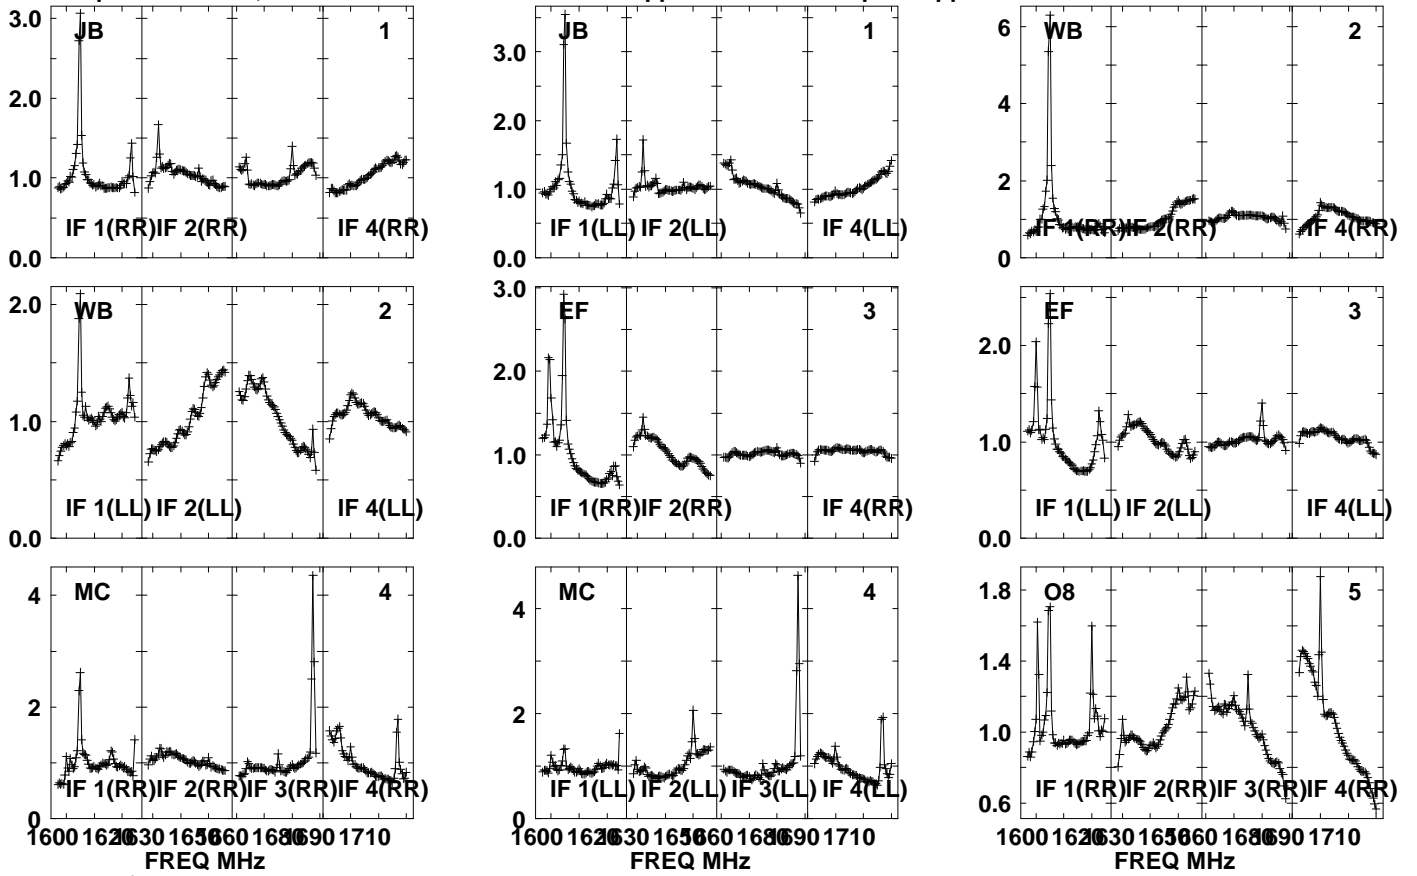 JB 1 JB 1 WB 2
3.0 2.0 1.0 0.0
3.0 2.0 1.0 0.0
6 4 2 0
IF 1(RR) IF 2(RR) IF 4(RR) IF 1(LL) IF 2(LL) IF 4(LL) IF 1(RR) IF 2(RR) IF 4(RR)
WB 2 EF 3 EF 3
2.0 1.0 0.0
3.0 2.0 1.0 0.0
2.0 1.0 0.0
IF 1(LL) IF 2(LL) IF 4(LL) IF 1(RR) IF 2(RR) IF 4(RR) IF 1(LL) IF 2(LL) IF 4(LL)
MC 4 MC 4 O8 5
4 2 0
4 2 0
1.8 1.4 1.0 0.6
IF 1(RR) IF 2(RR) IF 3(RR) IF 4(RR) IF 1(LL) IF 2(LL) IF 3(LL) IF 4(LL) IF 1(RR) IF 2(RR) IF 3(RR) IF 4(RR)
1600 1620 1630 1650 1660 1680 1690 1710 1600 1620 1630 1650 1660 1680 1690 1710 1600 1620 1630 1650 1660 1680 1690 1710
FREQ MHz FREQ MHz FREQ MHz